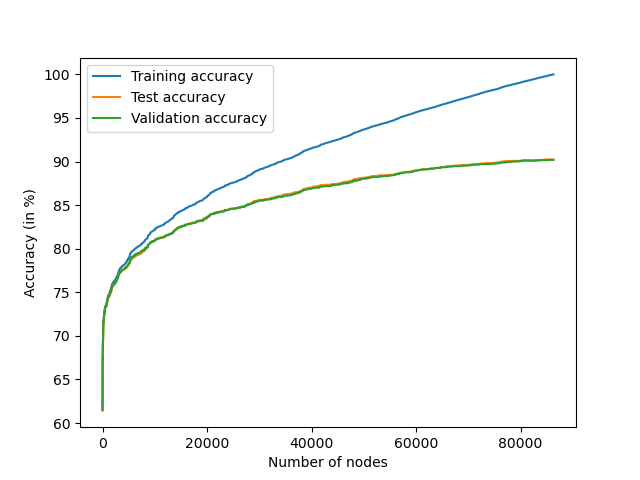 100
95
90
85
80
75
70
65
60
Accuracy (in %)
Training accuracy
Test accuracy
Validation accuracy
0
20000
40000
60000
80000
Number of nodes